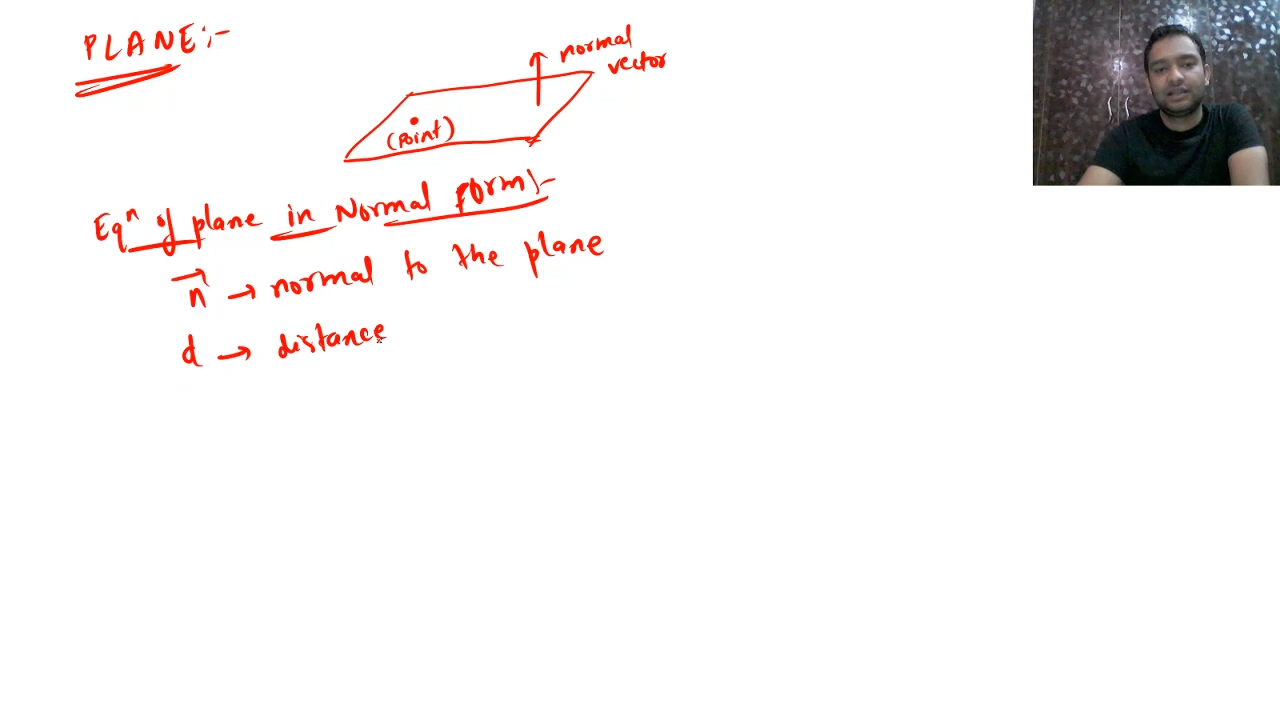 PLANE:-
normal
vector
(Point)
Eqⁿ of plane in Normal form:-
n⃗ → normal to the plane
d → distance